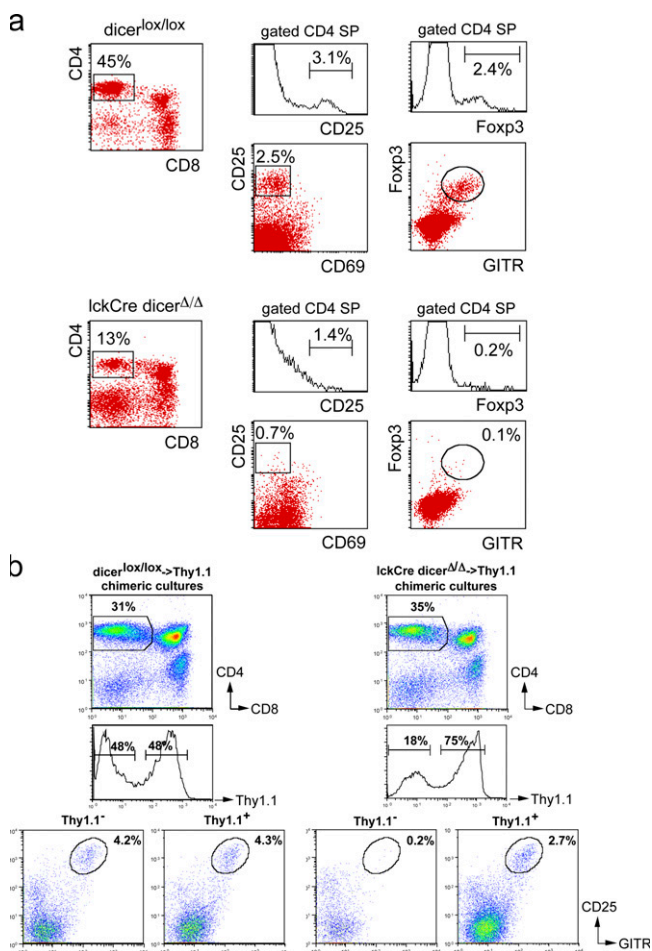 a
dicer^lox/lox
gated CD4 SP
gated CD4 SP
CD4
45%
3.1%
2.4%
CD8
CD25
Foxp3
CD25
2.5%
Foxp3
CD69
GITR
lckCre dicer^Δ/Δ
gated CD4 SP
gated CD4 SP
CD4
13%
1.4%
0.2%
CD8
CD25
Foxp3
CD25
0.7%
Foxp3
0.1%
CD69
GITR
b
dicer^lox/lox->Thy1.1
chimeric cultures
lckCre dicer^Δ/Δ->Thy1.1
chimeric cultures
31%
35%
CD4
CD8
CD4
CD8
48%
48%
18%
75%
Thy1.1
Thy1.1
Thy1.1-
Thy1.1+
Thy1.1-
Thy1.1+
4.2%
4.3%
0.2%
2.7%
CD25
GITR